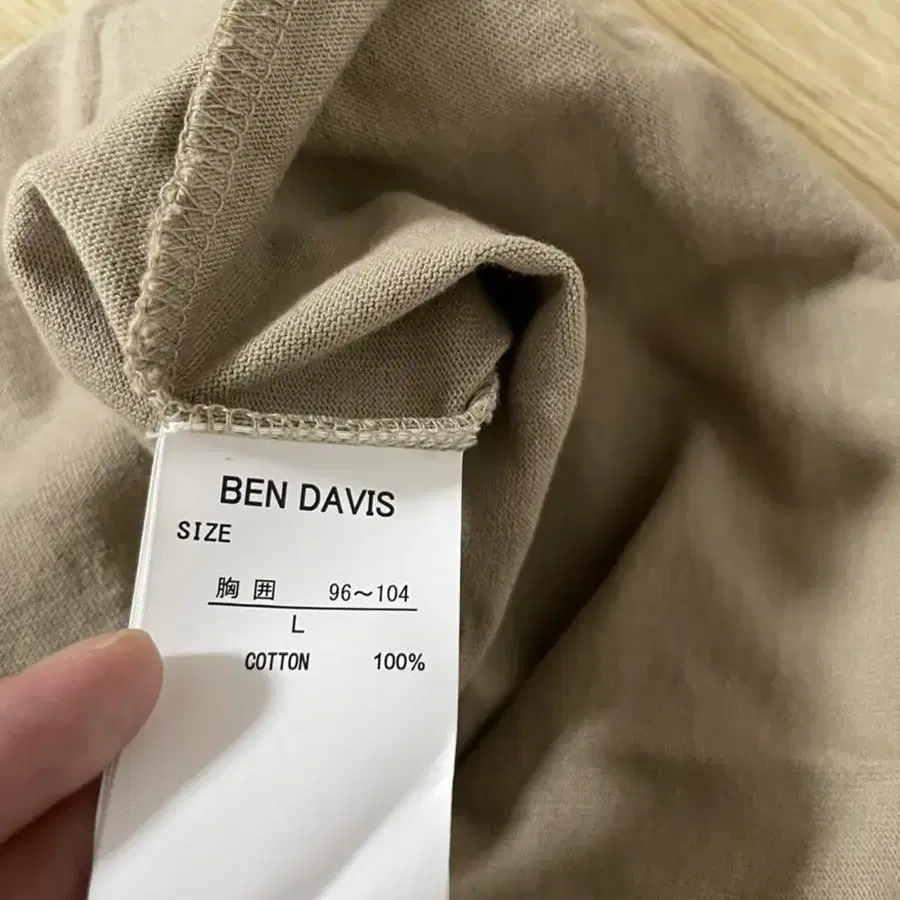 BEN DAVIS
SIZE
胸囲 96～104
L
COTTON 100%